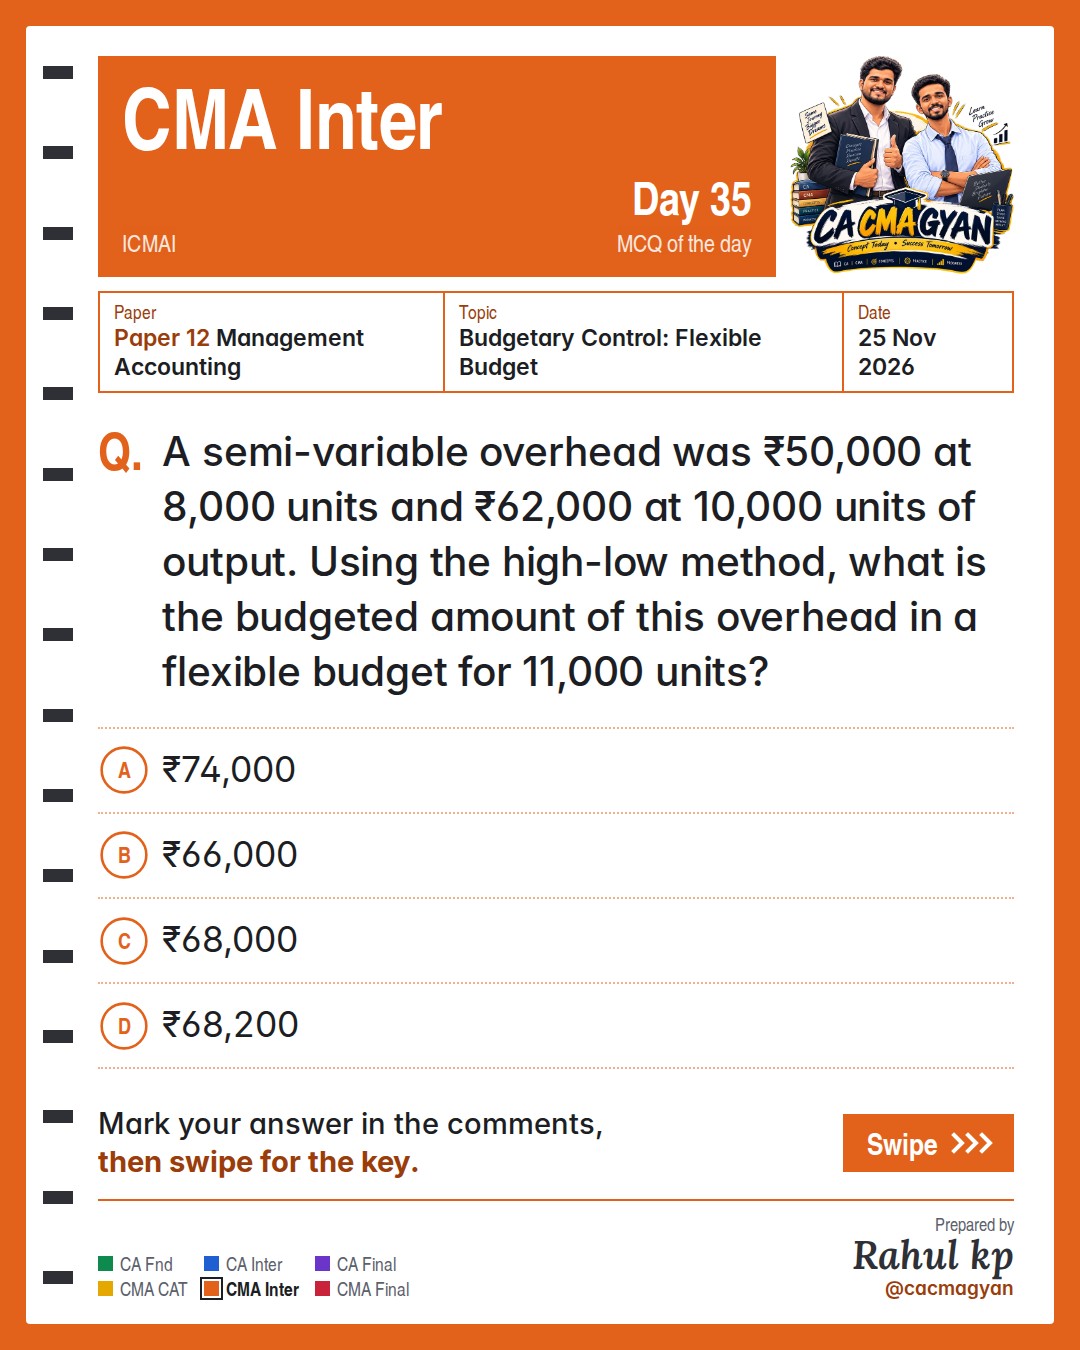 CMA Inter
Day 35
ICMAI
MCQ of the day
CA CMA GYAN
Concept Today • Success Tomorrow
Learn
Practice
Grow
Paper
Paper 12 Management
Accounting
Topic
Budgetary Control: Flexible
Budget
Date
25 Nov
2026
Q. A semi-variable overhead was ₹50,000 at
8,000 units and ₹62,000 at 10,000 units of
output. Using the high-low method, what is
the budgeted amount of this overhead in a
flexible budget for 11,000 units?
A ₹74,000
B ₹66,000
C ₹68,000
D ₹68,200
Mark your answer in the comments,
then swipe for the key.
Swipe
Prepared by
Rahul kp
@cacmagyan
CA Fnd CA Inter CA Final
CMA CAT CMA Inter CMA Final